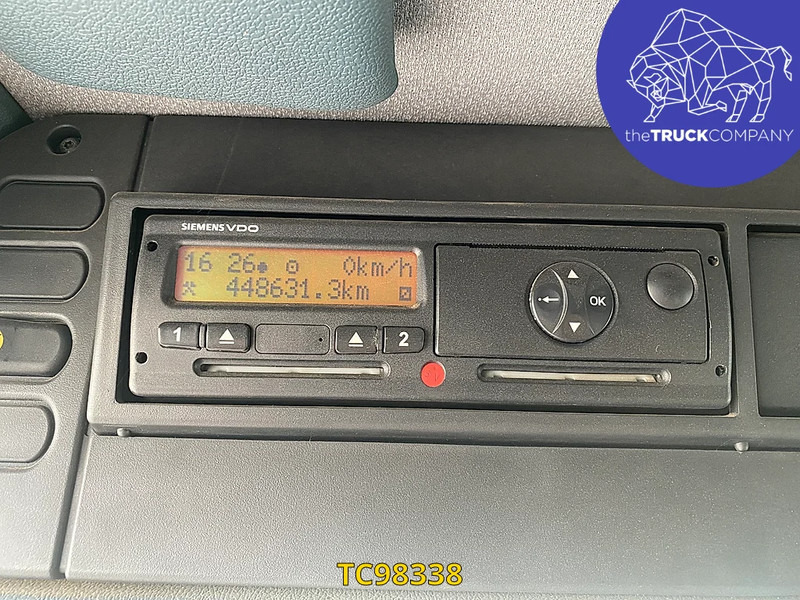 theTRUCKCOMPANY
SIEMENS VDO
16 26 0km/h
448631.3km
1 2
OK
TC98338